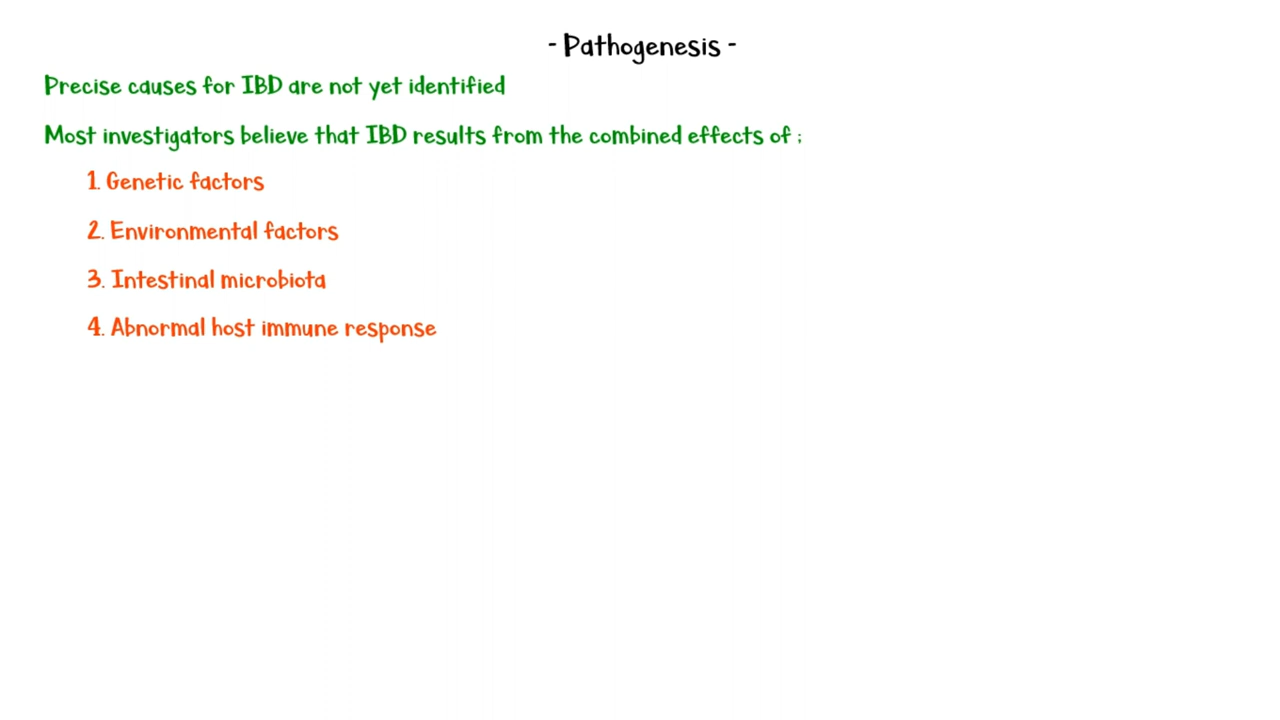 - Pathogenesis -
Precise causes for IBD are not yet identified
Most investigators believe that IBD results from the combined effects of ;
1. Genetic factors
2. Environmental factors
3. Intestinal microbiota
4. Abnormal host immune response